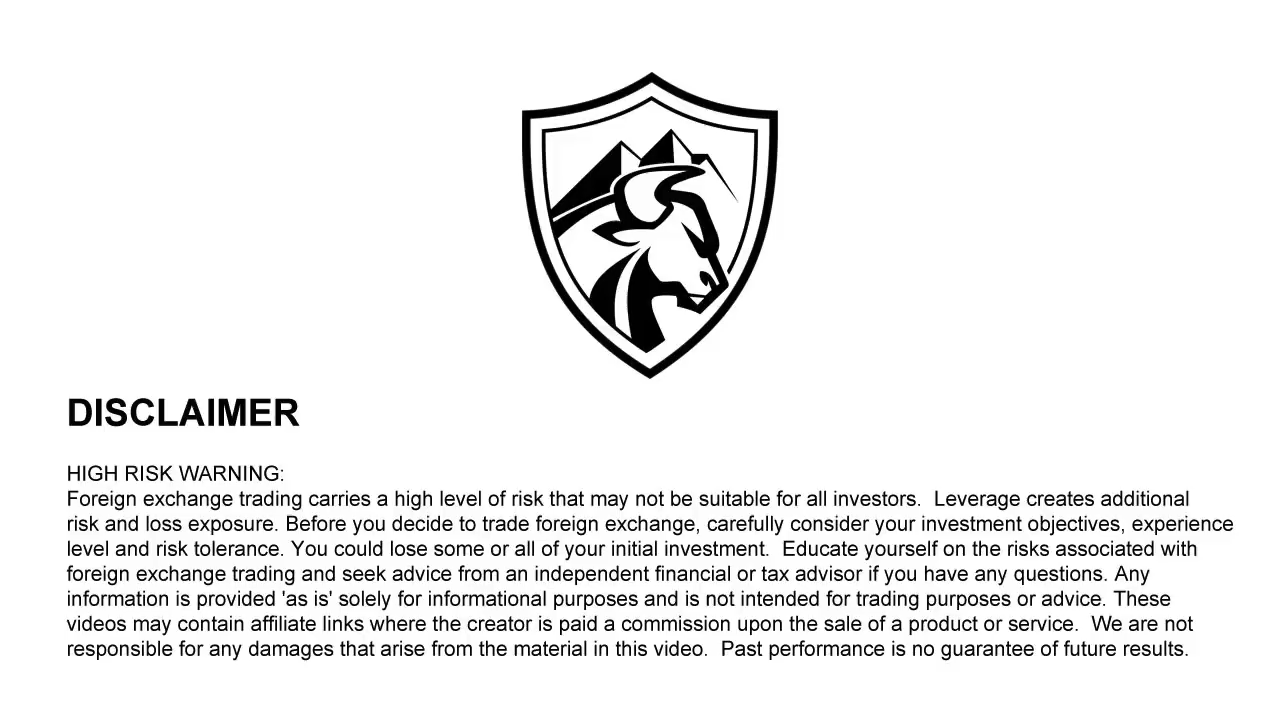 DISCLAIMER
HIGH RISK WARNING:
Foreign exchange trading carries a high level of risk that may not be suitable for all investors.  Leverage creates additional
risk and loss exposure. Before you decide to trade foreign exchange, carefully consider your investment objectives, experience
level and risk tolerance. You could lose some or all of your initial investment.  Educate yourself on the risks associated with
foreign exchange trading and seek advice from an independent financial or tax advisor if you have any questions. Any
information is provided 'as is' solely for informational purposes and is not intended for trading purposes or advice. These
videos may contain affiliate links where the creator is paid a commission upon the sale of a product or service.  We are not
responsible for any damages that arise from the material in this video.  Past performance is no guarantee of future results.